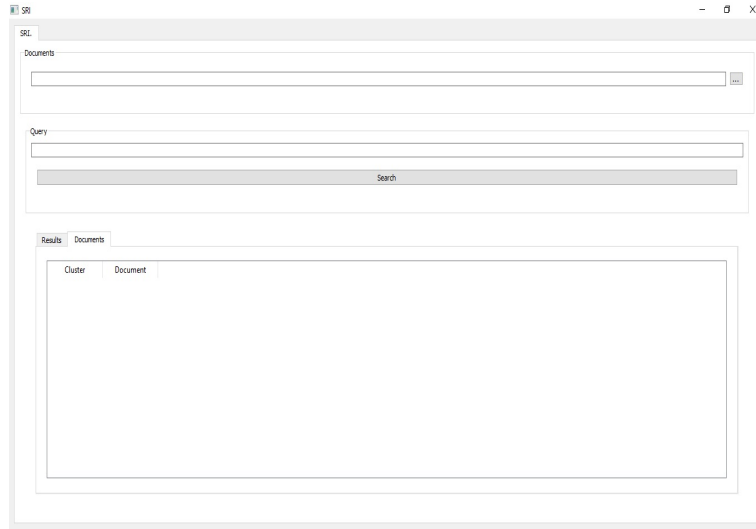 SRI
SRI.
Documents
...
Query
Search
Results Documents
Cluster Document